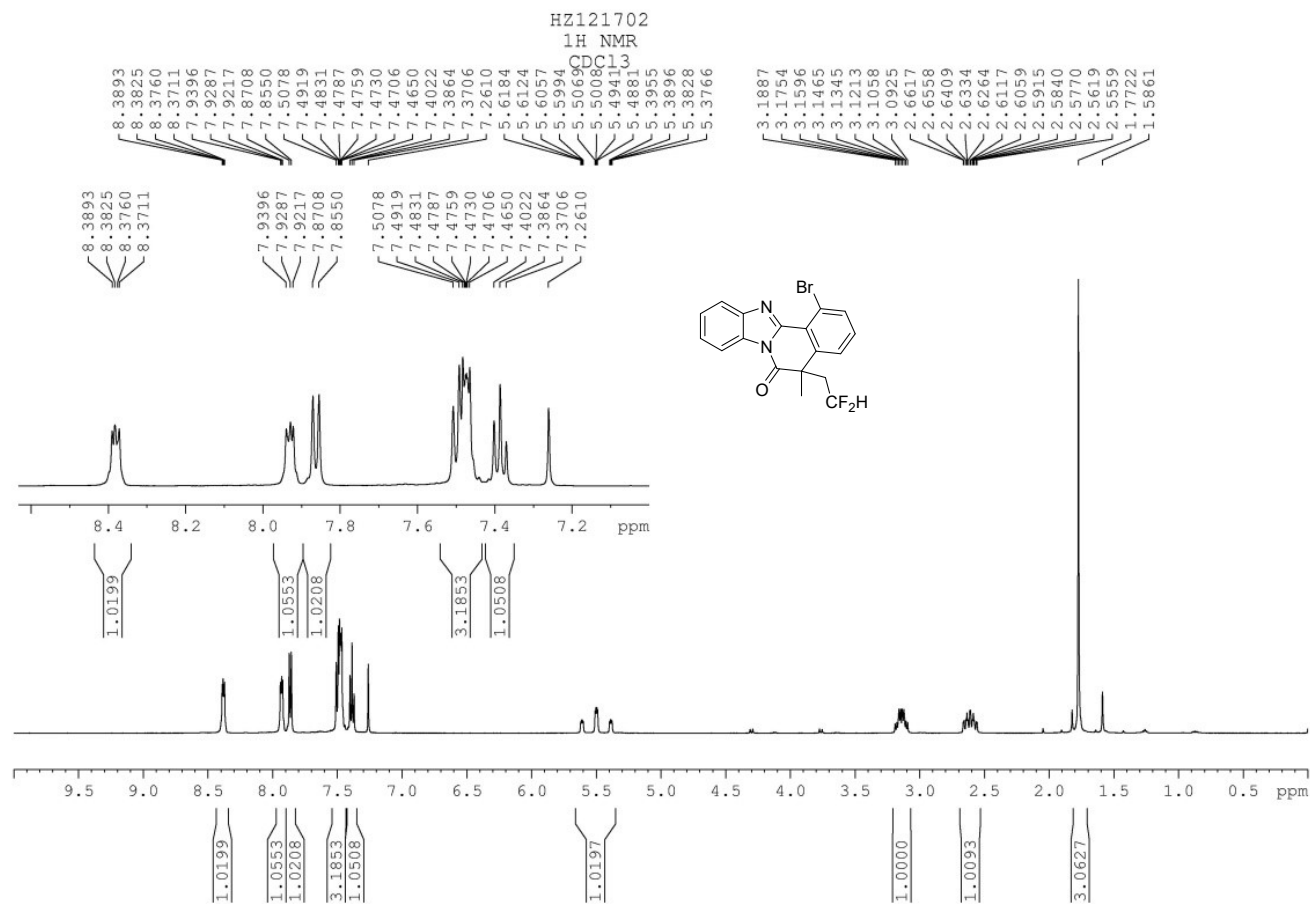 HZ121702
1H NMR
CDCl3
8.3893 8.3825 8.3760 8.3711 7.9396 7.9287 7.9217 7.8708 7.8550 7.5078 7.4919 7.4831 7.4787 7.4759 7.4730 7.4706 7.4650 7.4022 7.3864 7.3706 7.2610 5.6184 5.6124 5.6057 5.5994 5.5069 5.5008 5.4941 5.4881 5.3955 5.3896 5.3828 5.3766 3.1887 3.1754 3.1596 3.1465 3.1345 3.1213 3.1058 3.0925 2.6617 2.6558 2.6409 2.6334 2.6264 2.6117 2.6059 2.5915 2.5840 2.5770 2.5619 2.5559 1.7722 1.5861
8.3893 8.3825 8.3760 8.3711 7.9396 7.9287 7.9217 7.8708 7.8550 7.5078 7.4919 7.4831 7.4787 7.4759 7.4730 7.4706 7.4650 7.4022 7.3864 7.3706 7.2610
Br
N
N
O
CF2H
8.4 8.2 8.0 7.8 7.6 7.4 7.2 ppm
1.0199 1.0553 1.0208 3.1853 1.0508
9.5 9.0 8.5 8.0 7.5 7.0 6.5 6.0 5.5 5.0 4.5 4.0 3.5 3.0 2.5 2.0 1.5 1.0 0.5 ppm
1.0199 1.0553 1.0208 3.1853 1.0508 1.0197 1.0000 1.0093 3.0627